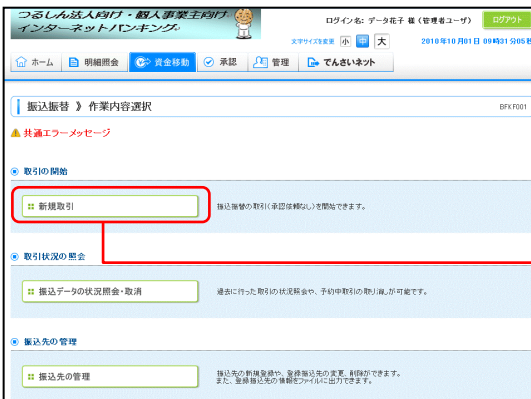 つるしん法人向け・個人事業主向け
インターネットバンキング
ログイン名: データ花子 様 (管理者ユーザ)
ログアウト
文字サイズを変更 小 中 大
2010年10月01日 09時31分05秒
ホーム 明細照会 資金移動 承認 管理 でんさいネット
振込振替 》 作業内容選択
BFKF001
共通エラーメッセージ
取引の開始
新規取引
振込振替の取引(承認依頼なし)を開始できます。
取引状況の照会
振込データの状況照会・取消
過去に行った取引の状況照会や、予約中取引の取り消しが可能です。
振込先の管理
振込先の管理
振込先の新規登録や、登録振込先の変更、削除ができます。
また、登録振込先の情報をファイルに出力できます。